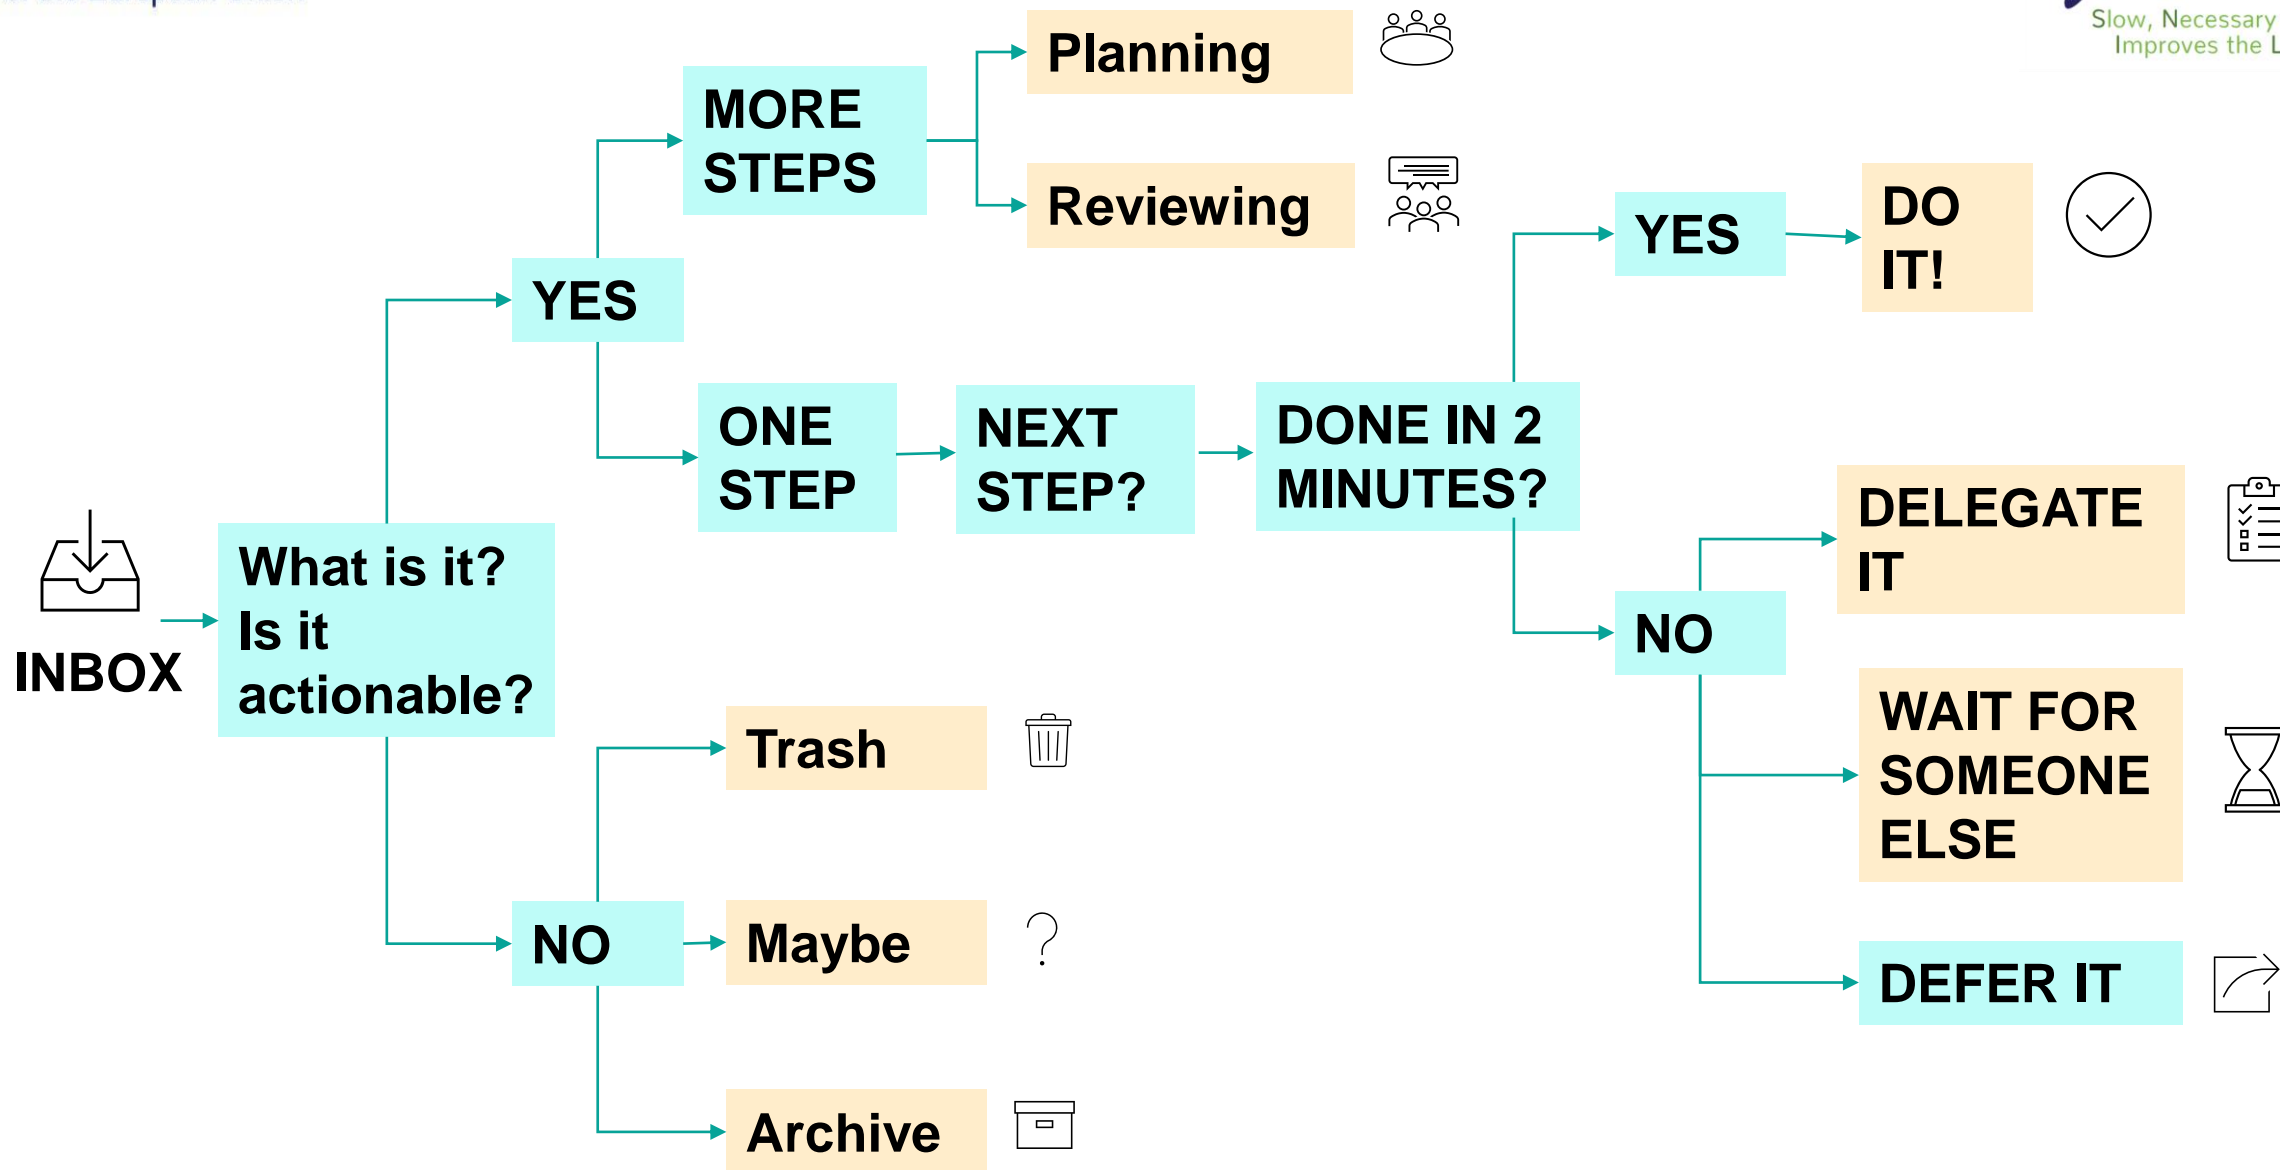 Slow, Necessary
Improves the L
Planning
MORE
STEPS
Reviewing
YES
DO
IT!
YES
ONE
STEP
NEXT
STEP?
DONE IN 2
MINUTES?
DELEGATE
IT
What is it?
Is it
actionable?
INBOX
NO
WAIT FOR
SOMEONE
ELSE
Trash
NO
Maybe
DEFER IT
Archive